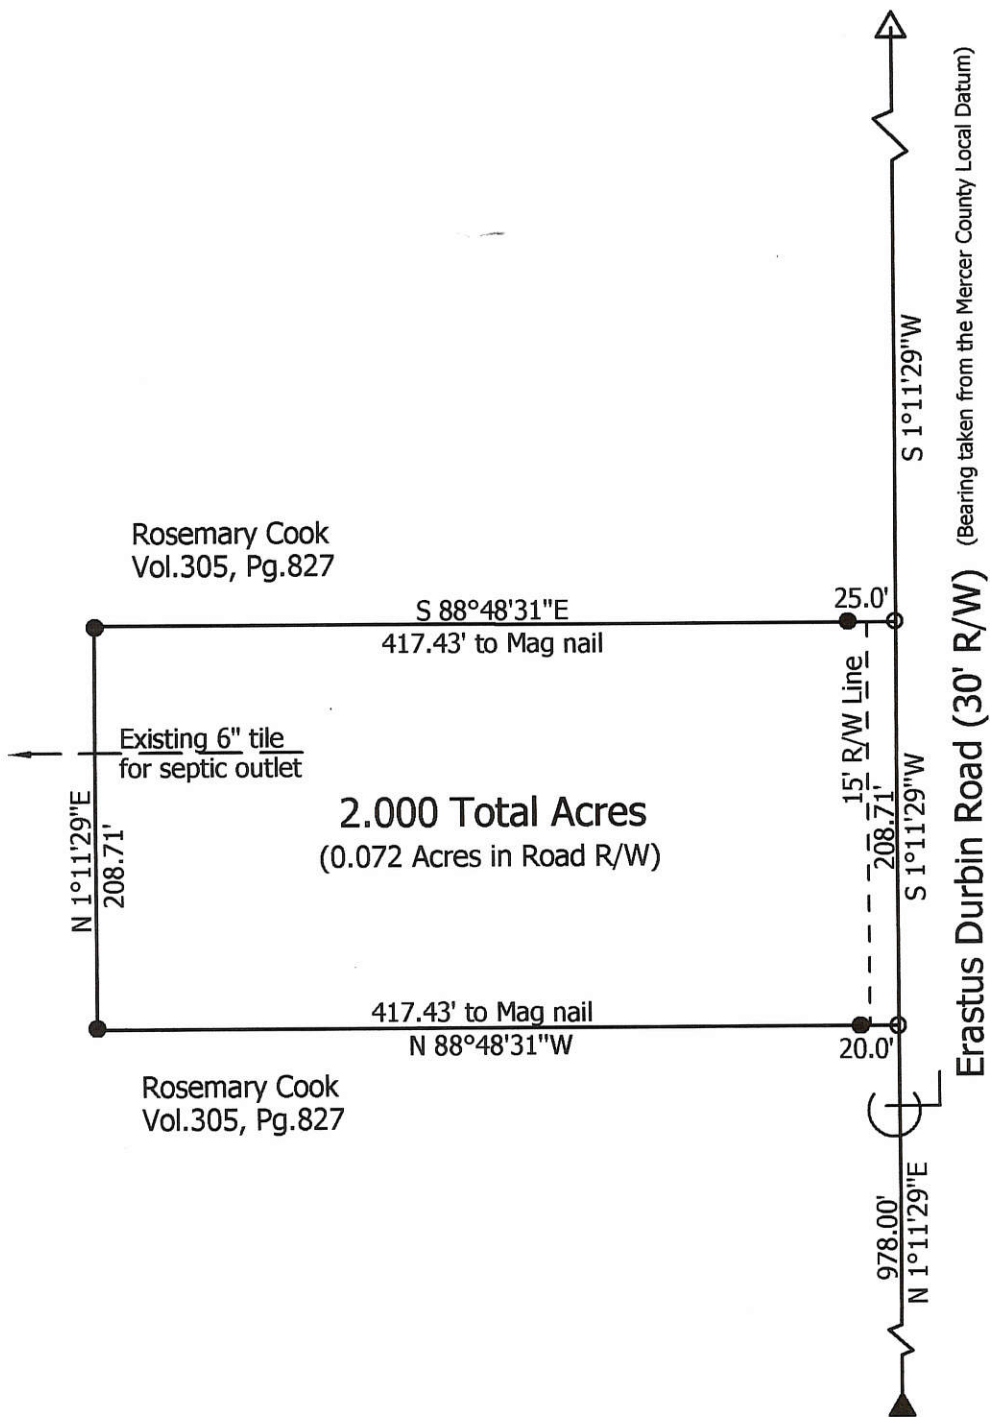 (Bearing taken from the Mercer County Local Datum)
S 1°11'29"W
Rosemary Cook
Vol.305, Pg.827
S 88°48'31"E
417.43' to Mag nail
25.0'
15' R/W Line
Existing 6" tile
for septic outlet
N 1°11'29"E
208.71'
2.000 Total Acres
(0.072 Acres in Road R/W)
208.71'
S 1°11'29"W
Erastus Durbin Road (30' R/W)
417.43' to Mag nail
N 88°48'31"W
20.0'
Rosemary Cook
Vol.305, Pg.827
978.00'
N 1°11'29"E